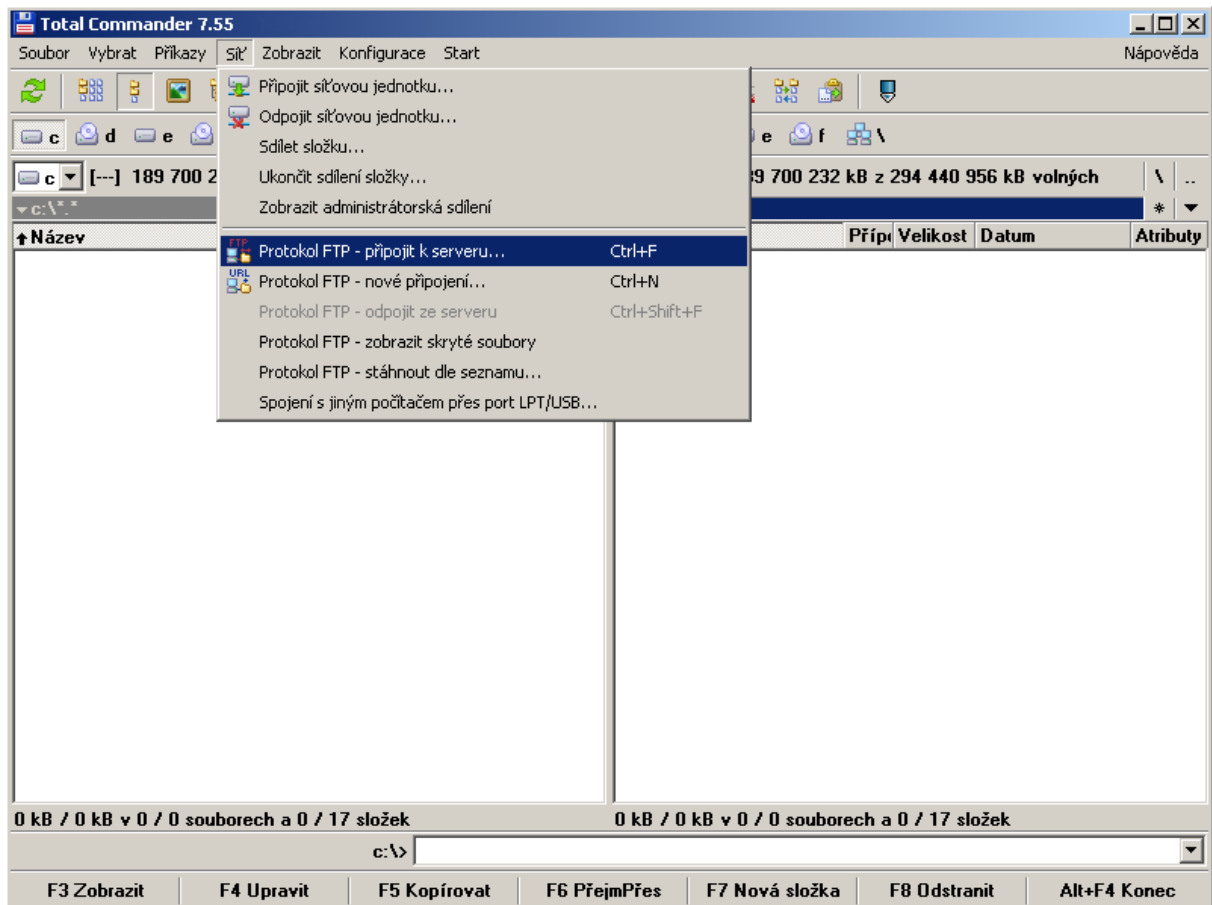 Total Commander 7.55
Soubor Vybrat Příkazy Síť Zobrazit Konfigurace Start Nápověda
Připojit síťovou jednotku...
Odpojit síťovou jednotku...
c d e e f \
Sdílet složku...
Ukončit sdílení složky...
c [---] 189 700 2 9 700 232 kB z 294 440 956 kB volných \ ..
Zobrazit administrátorská sdílení
c:\*.* *
Název Přípo Velikost Datum Atributy
FTP Protokol FTP - připojit k serveru... Ctrl+F
URL Protokol FTP - nové připojení... Ctrl+N
Protokol FTP - odpojit ze serveru Ctrl+Shift+F
Protokol FTP - zobrazit skryté soubory
Protokol FTP - stáhnout dle seznamu...
Spojení s jiným počítačem přes port LPT/USB...
0 kB / 0 kB v 0 / 0 souborech a 0 / 17 složek 0 kB / 0 kB v 0 / 0 souborech a 0 / 17 složek
c:\>
F3 Zobrazit F4 Upravit F5 Kopírovat F6 PřejmPřes F7 Nová složka F8 Odstranit Alt+F4 Konec